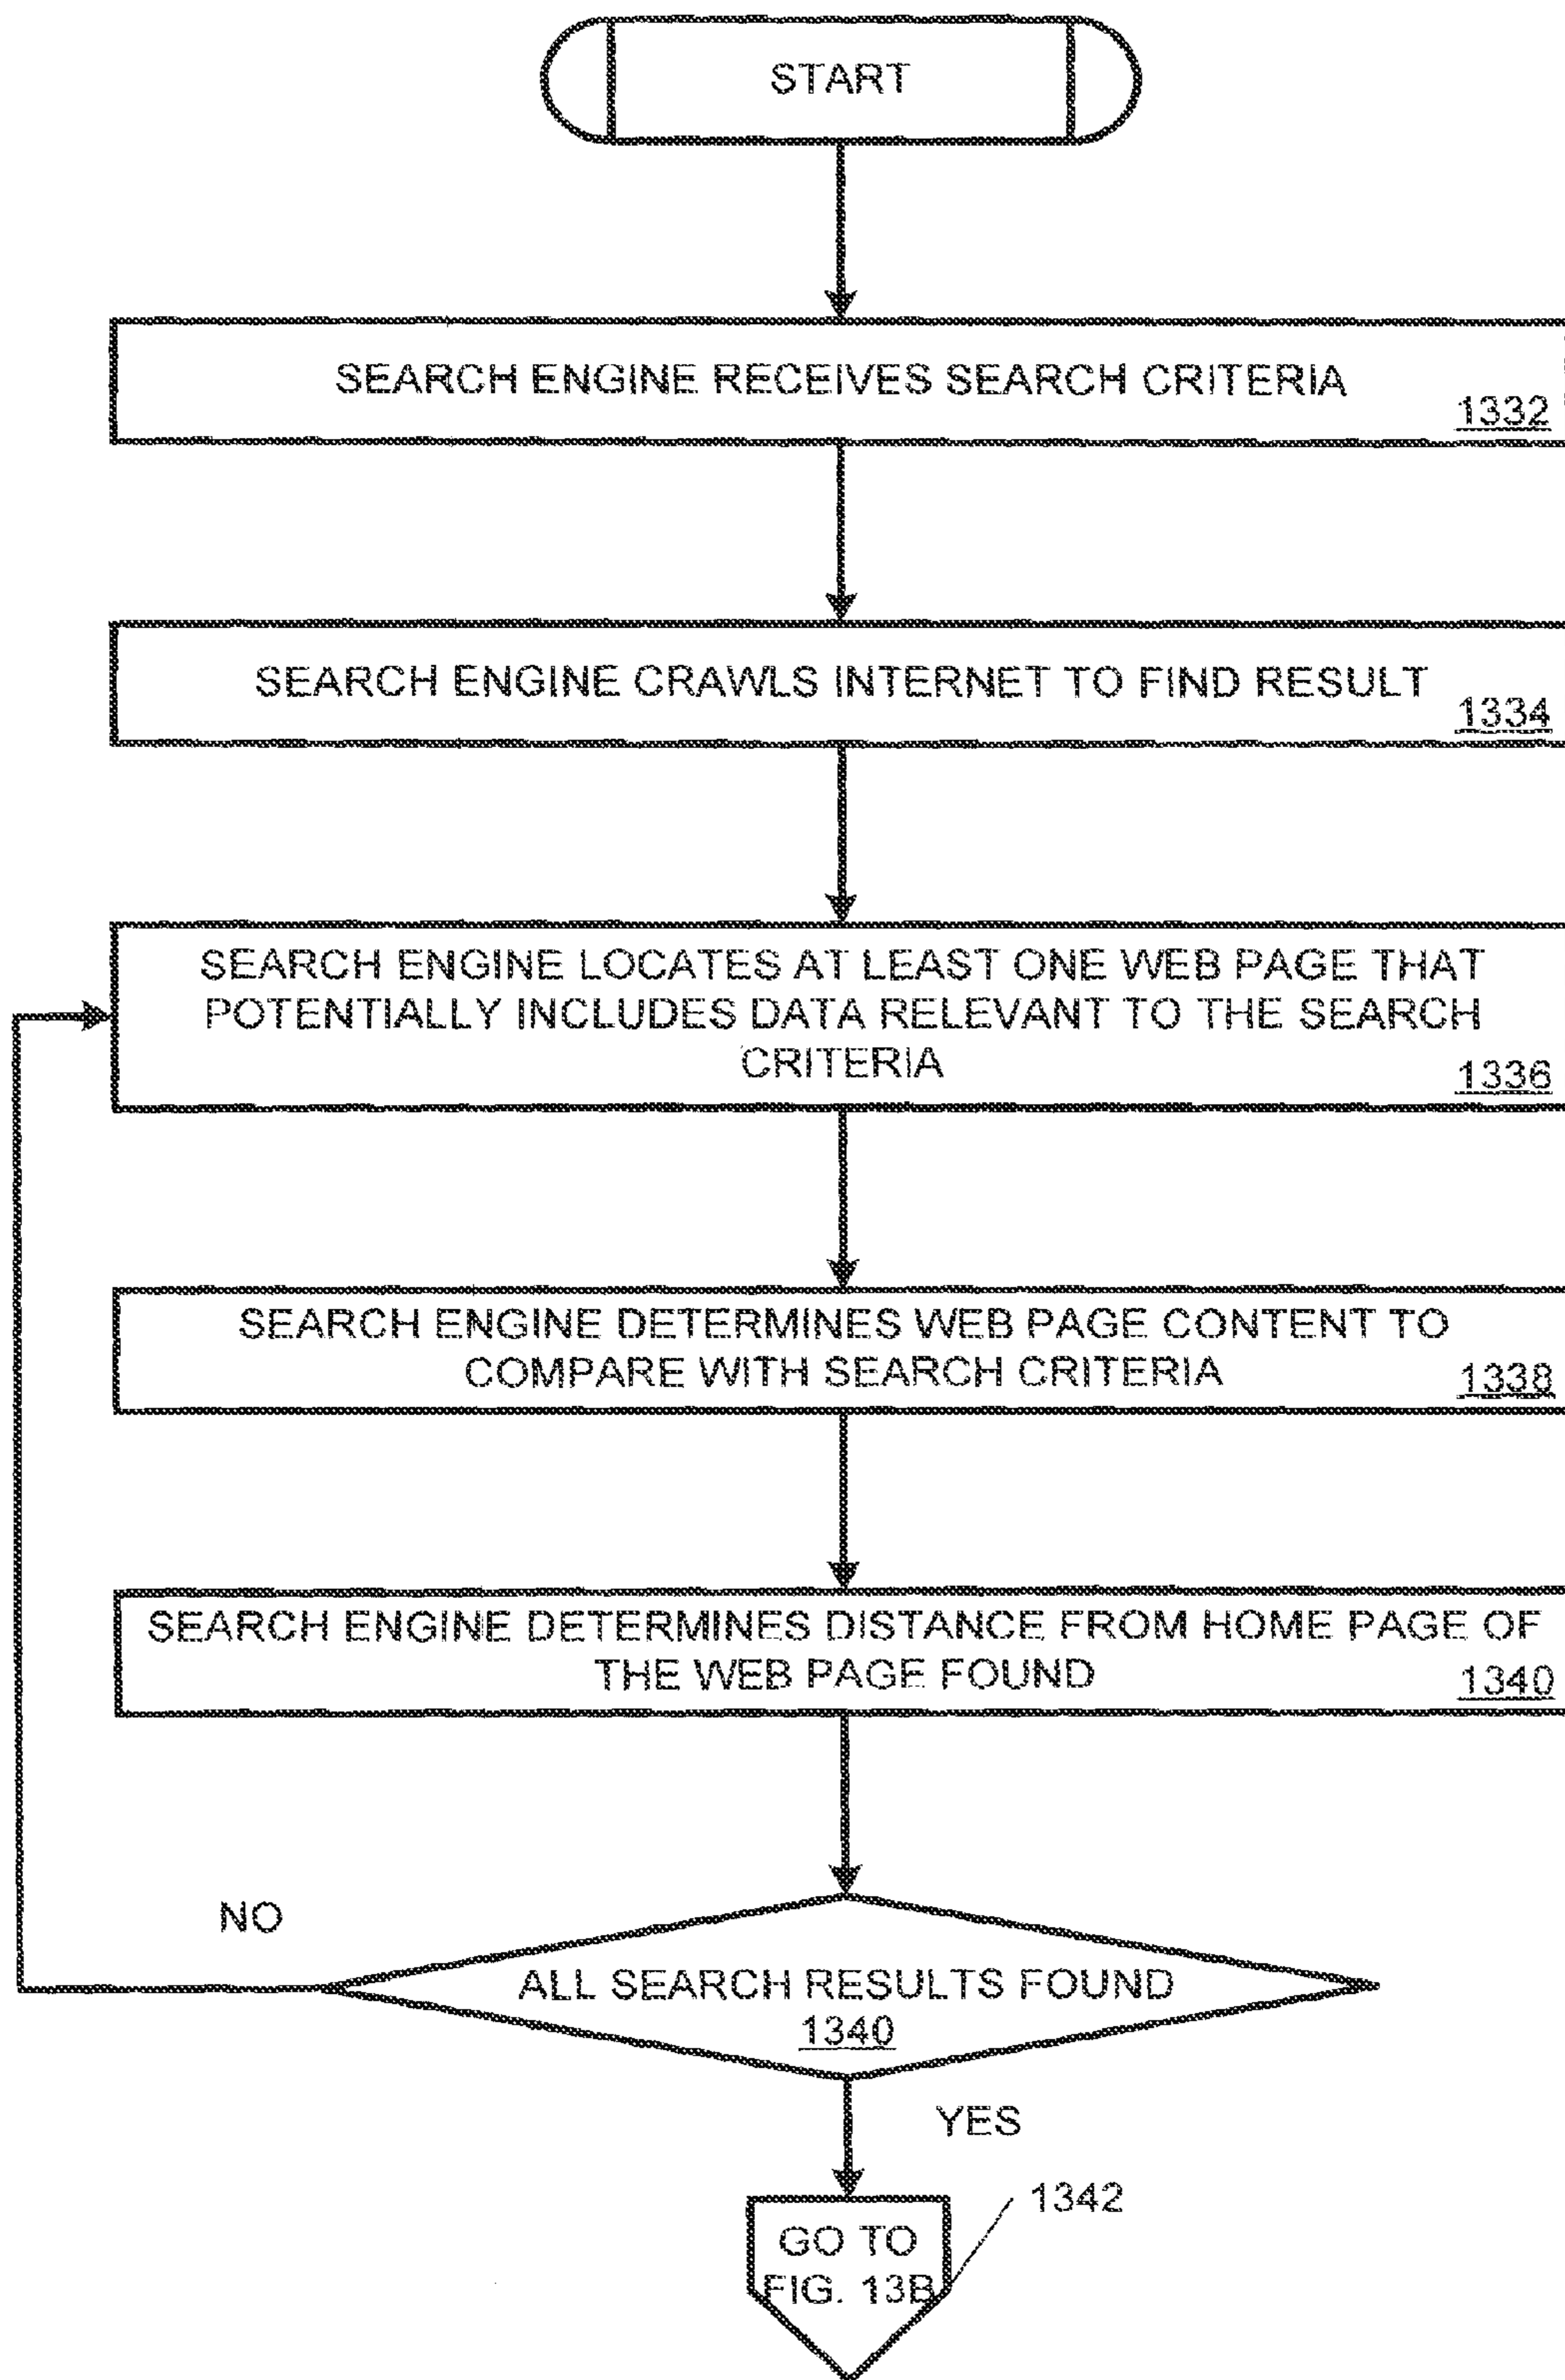 START
SEARCH ENGINE RECEIVES SEARCH CRITERIA
1332
SEARCH ENGINE CRAWLS INTERNET TO FIND RESULT
1334
SEARCH ENGINE LOCATES AT LEAST ONE WEB PAGE THAT
POTENTIALLY INCLUDES DATA RELEVANT TO THE SEARCH
CRITERIA
1336
SEARCH ENGINE DETERMINES WEB PAGE CONTENT TO
COMPARE WITH SEARCH CRITERIA
1338
SEARCH ENGINE DETERMINES DISTANCE FROM HOME PAGE OF
THE WEB PAGE FOUND
1340
NO
ALL SEARCH RESULTS FOUND
1340
YES
1342
GO TO
FIG. 13B